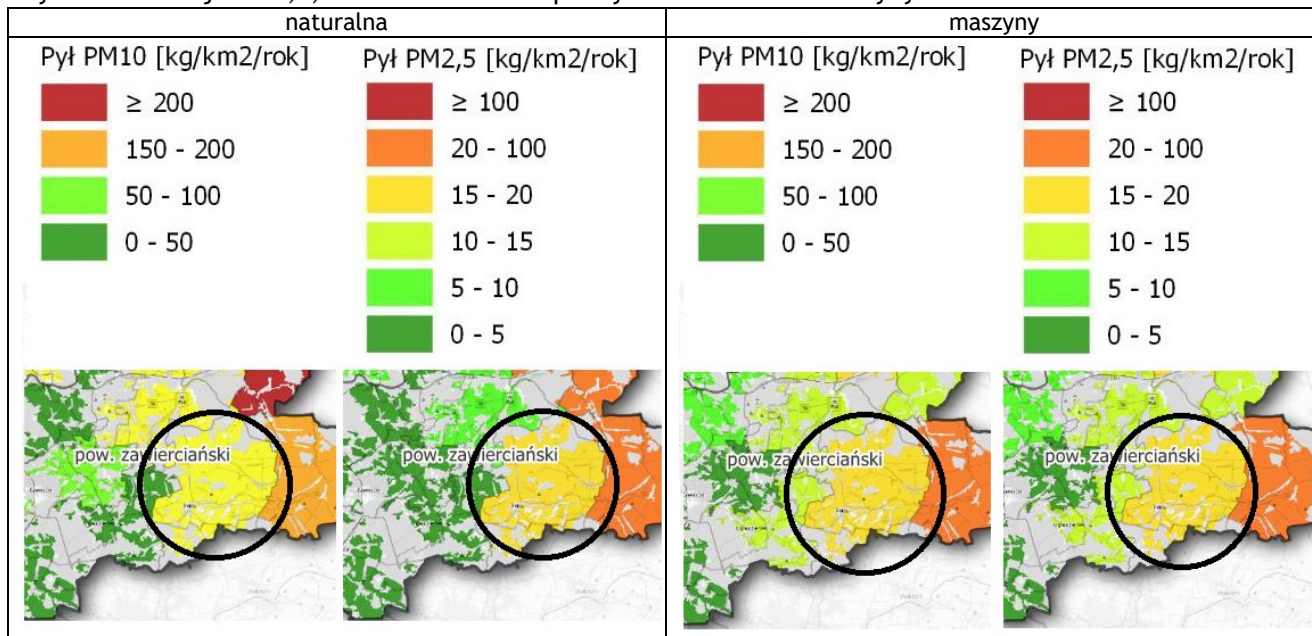 naturalna
maszyny
Pył PM10 [kg/km2/rok]
≥ 200
150 - 200
50 - 100
0 - 50
Pył PM2,5 [kg/km2/rok]
≥ 100
20 - 100
15 - 20
10 - 15
5 - 10
0 - 5
Pył PM10 [kg/km2/rok]
≥ 200
150 - 200
50 - 100
0 - 50
Pył PM2,5 [kg/km2/rok]
≥ 100
20 - 100
15 - 20
10 - 15
5 - 10
0 - 5
pow. zawierciański
pow. zawierciański
pow. zawierciański
pow. zawierciański